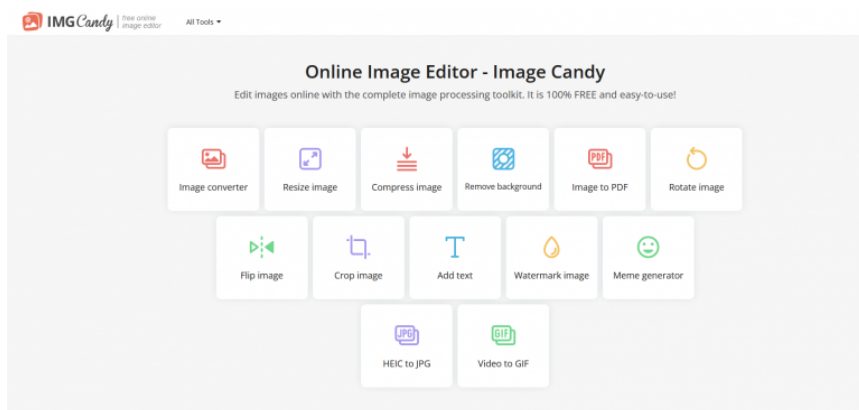 IMG Candy free online
image editor
All Tools
Online Image Editor - Image Candy
Edit images online with the complete image processing toolkit. It is 100% FREE and easy-to-use!
PDF
Image converter Resize image Compress image Remove background Image to PDF Rotate image
T
Flip image Crop image Add text Watermark image Meme generator
JPG GIF
HEIC to JPG Video to GIF